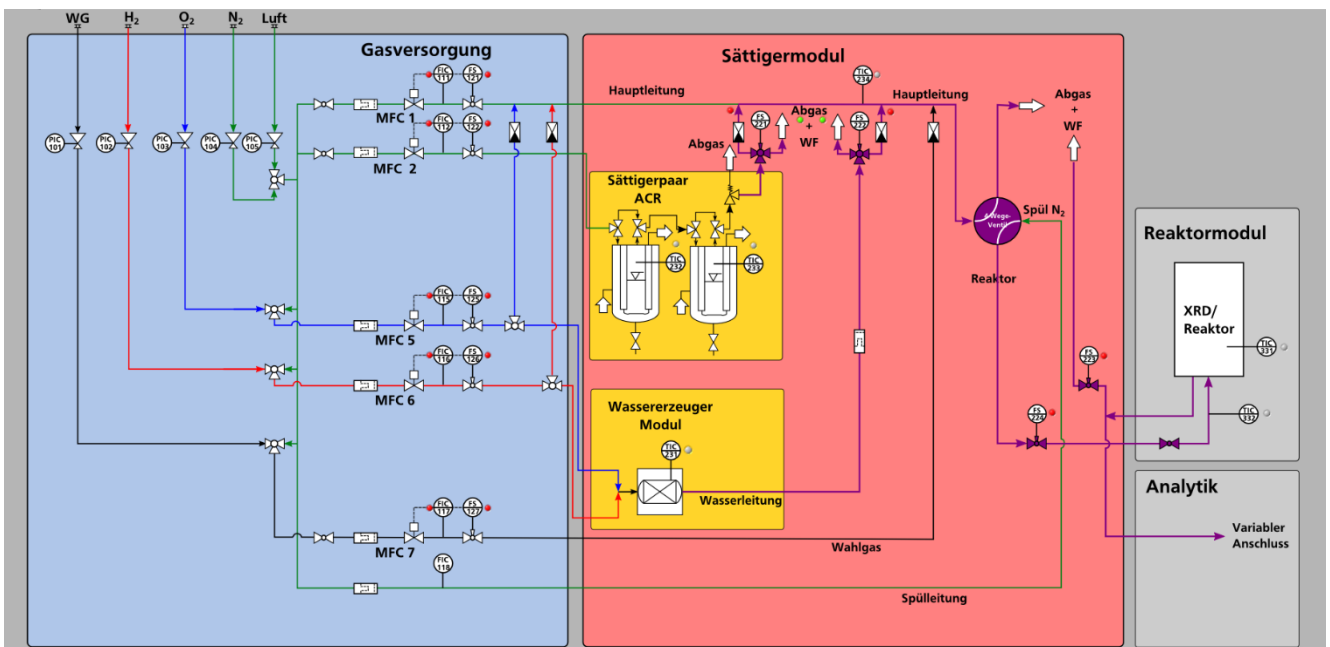 WG
H₂
O₂
N₂
Luft
Gasversorgung
Sättigermodul
FIC 111
FS 121
Hauptleitung
MFC 1
TIC 234
Hauptleitung
Abgas + WF
Abgas + WF
FS 221
FS 222
PIC 101
PIC 102
PIC 103
PIC 104
PIC 105
FIC 112
FS 122
MFC 2
Abgas
Sättigerpaar
ACR
4 Wege-
Ventil
Spül N₂
TIC 232
TIC 233
Reaktor
Reaktormodul
XRD/
Reaktor
TIC 331
FIC 115
FS 125
MFC 5
FIC 116
FS 126
MFC 6
FS 223
FS 224
TIC 332
Wassererzeuger
Modul
TIC 231
Wasserleitung
Analytik
Variabler
Anschluss
FIC 117
FS 127
MFC 7
Wahlgas
FIC 118
Spülleitung